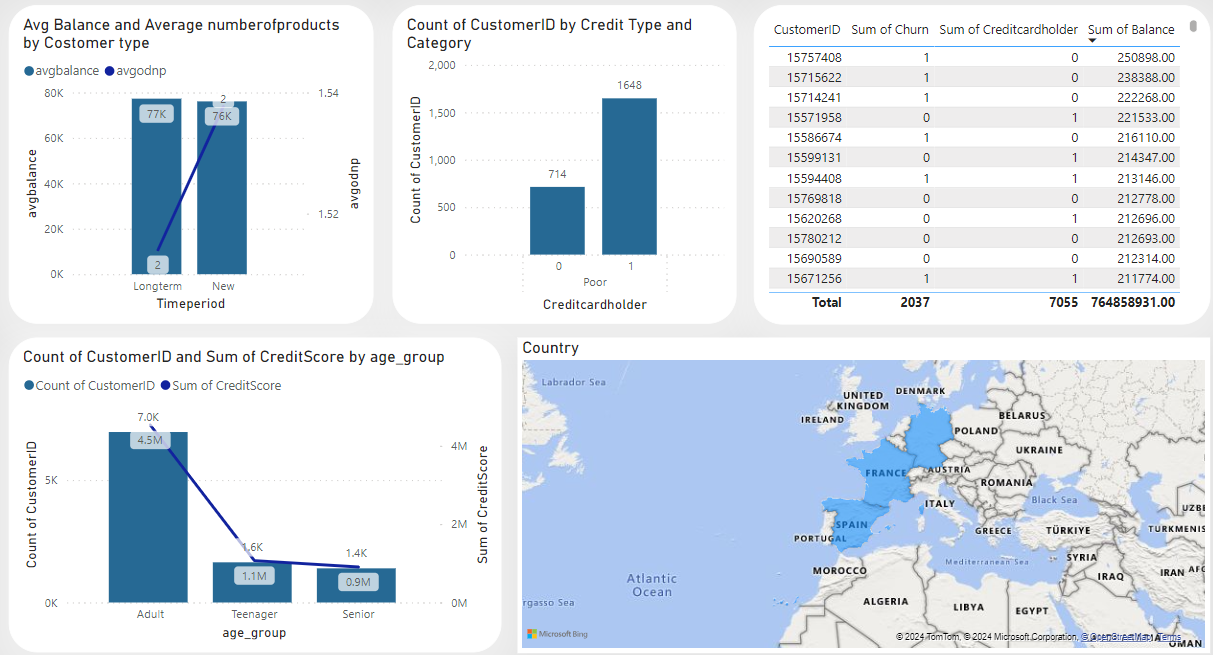 Avg Balance and Average numberofproducts
by Costomer type
avgbalance avgodnp
80K
60K
40K
20K
0K
avgbalance
77K
2
76K
2
1.54
1.52
avgodnp
Longterm New
Timeperiod
Count of CustomerID by Credit Type and
Category
2,000
1,500
1,000
500
0
Count of CustomerID
714
1648
0 1
Poor
Creditcardholder
CustomerID Sum of Churn Sum of Creditcardholder Sum of Balance
15757408 1 0 250898.00
15715622 1 0 238388.00
15714241 1 0 222268.00
15571958 0 1 221533.00
15586674 1 0 216110.00
15599131 0 1 214347.00
15594408 1 1 213146.00
15769818 0 0 212778.00
15620268 0 1 212696.00
15780212 0 0 212693.00
15690589 0 0 212314.00
15671256 1 1 211774.00
Total 2037 7055 764858931.00
Count of CustomerID and Sum of CreditScore by age_group
Count of CustomerID Sum of CreditScore
5K
0K
Count of CustomerID
7.0K
4.5M
1.6K
1.1M
1.4K
0.9M
4M
2M
0M
Sum of CreditScore
Adult Teenager Senior
age_group
Country
Labrador Sea
UNITED
KINGDOM
DENMARK
IRELAND
BELARUS
POLAND
UKRAINE
FRANCE
AUSTRIA
ROMANIA
ITALY
Black Sea
UZBE
SPAIN
PORTUGAL
GREECE
TÜRKIYE
TURKMENIS
Mediterranean Sea
SYRIA
MOROCCO
IRAQ
IRAN
AFG
Atlantic
Ocean
ALGERIA
LIBYA
EGYPT
rgasso Sea
OMAN
Microsoft Bing
© 2024 TomTom, © 2024 Microsoft Corporation, © OpenStreetMap Terms